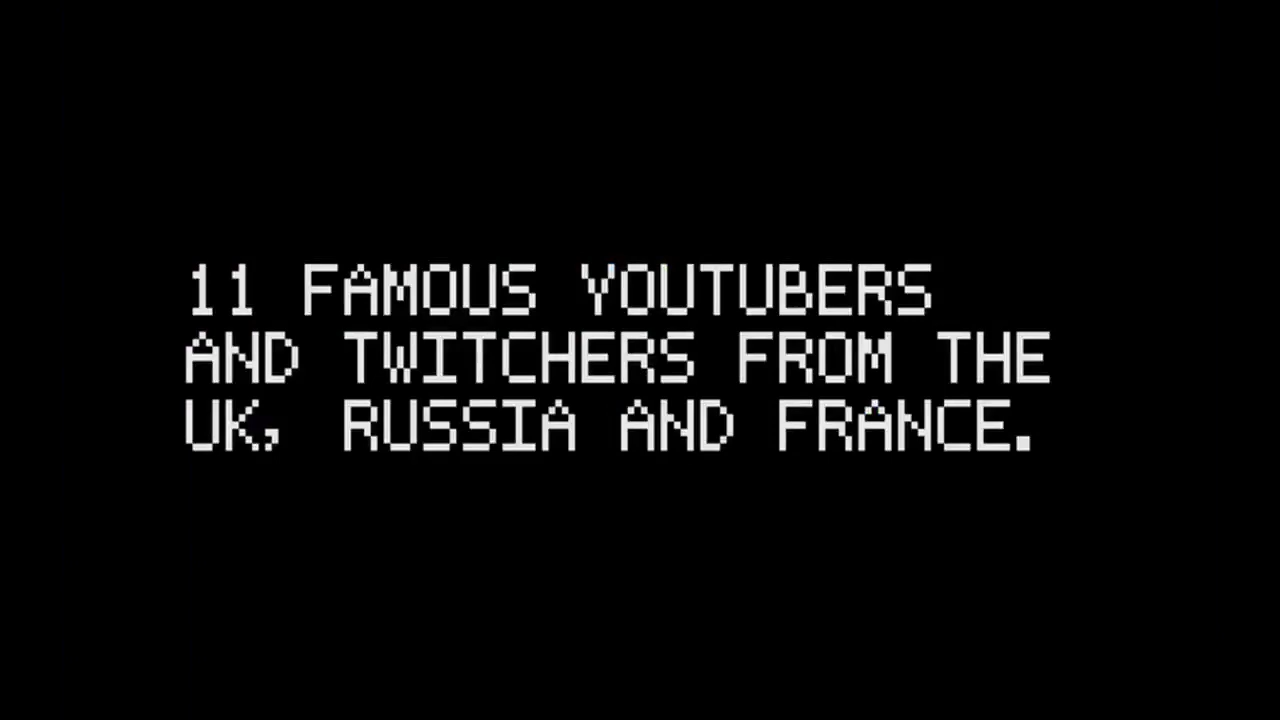 11 FAMOUS YOUTUBERS
AND TWITCHERS FROM THE
UK, RUSSIA AND FRANCE.